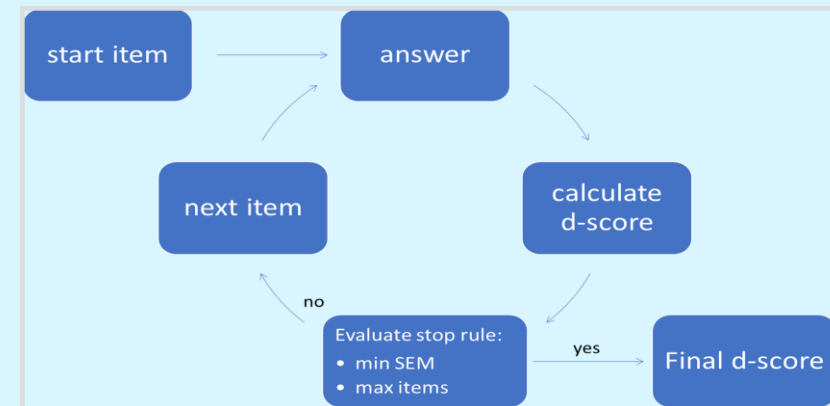 start item
answer
next item
calculate
d-score
no
Evaluate stop rule:
• min SEM
• max items
yes
Final d-score